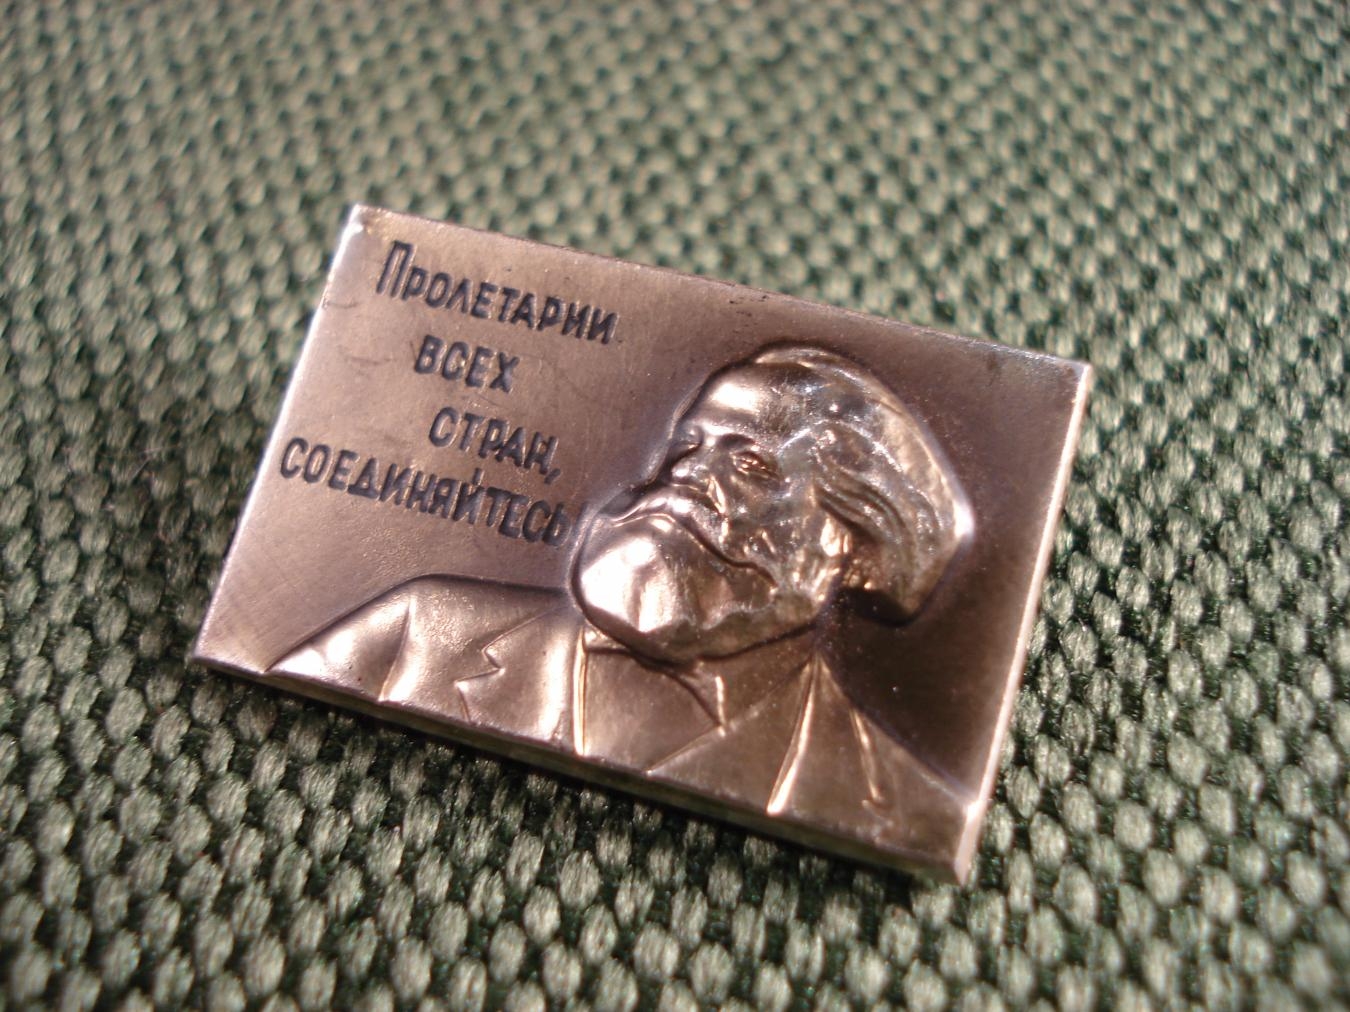 Пролетарии
всех
стран,
соединяйтесь!